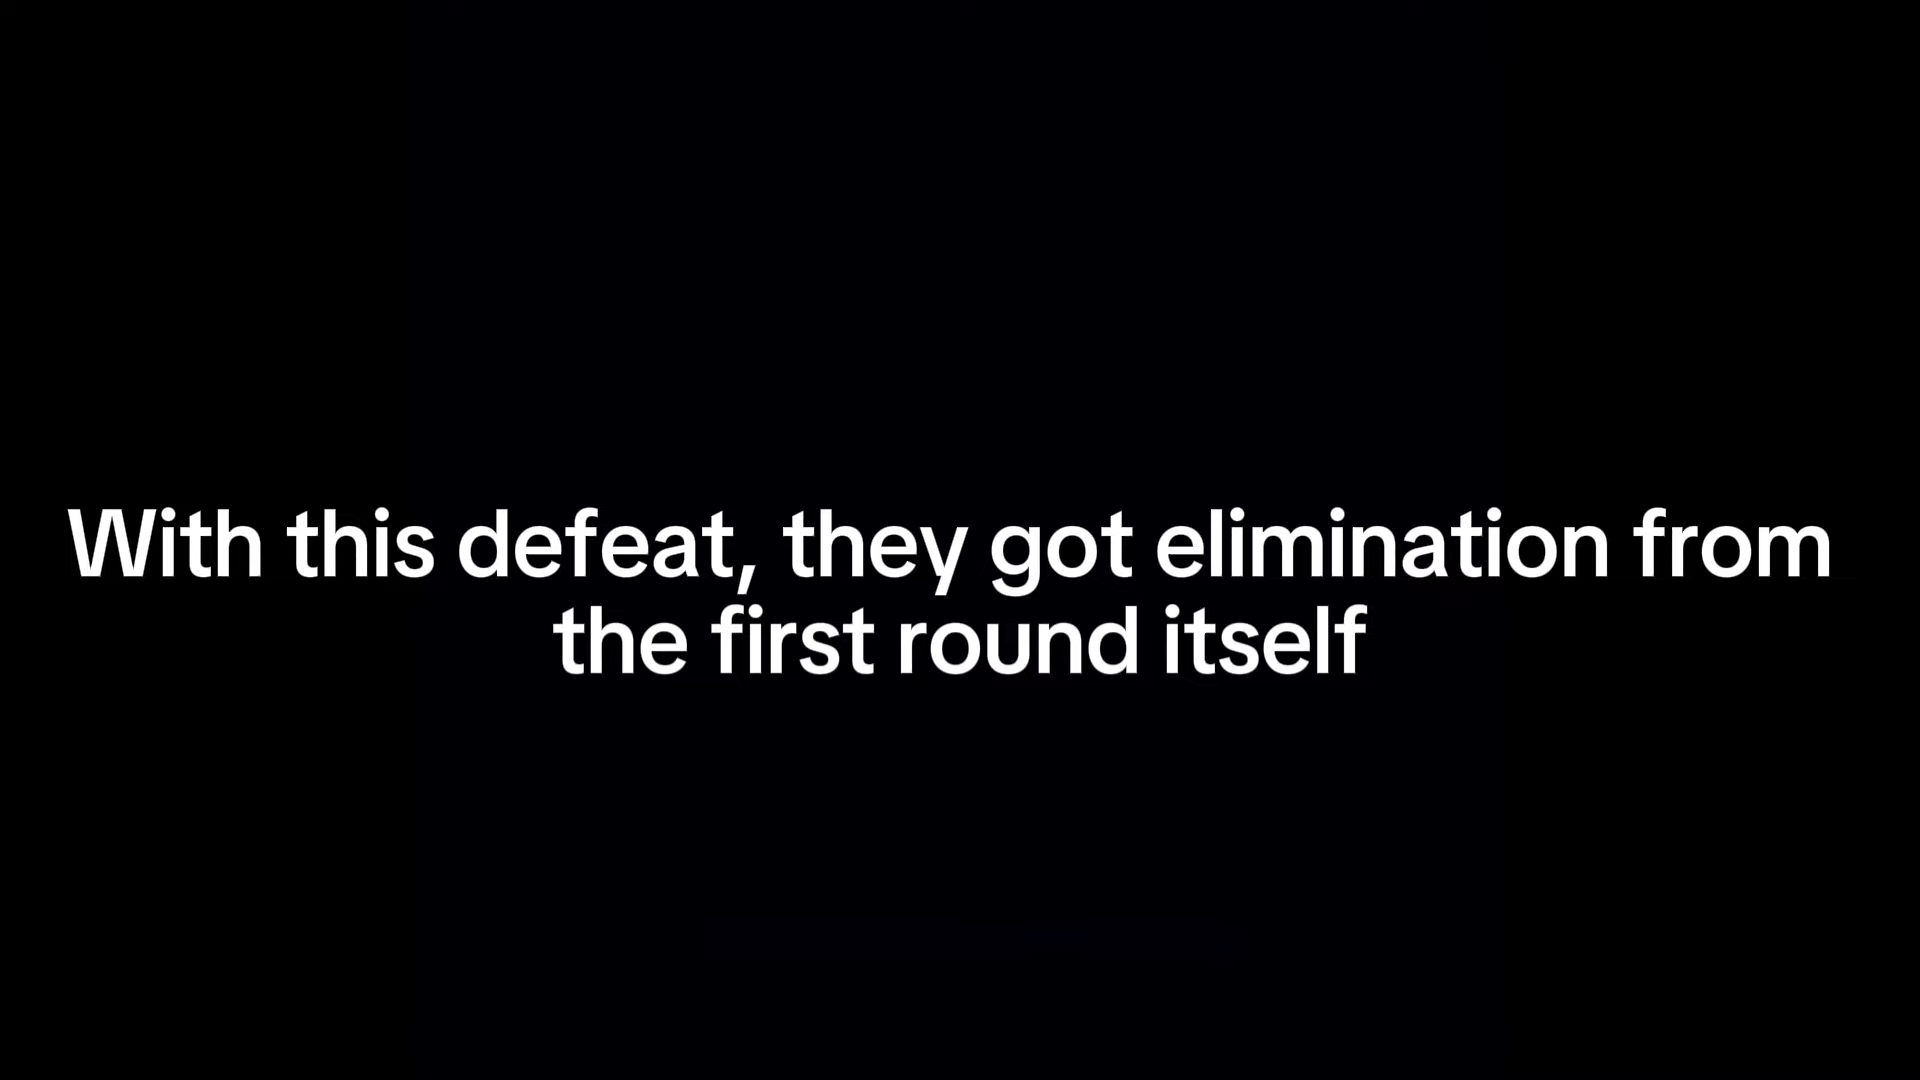 With this defeat, they got elimination from
the first round itself